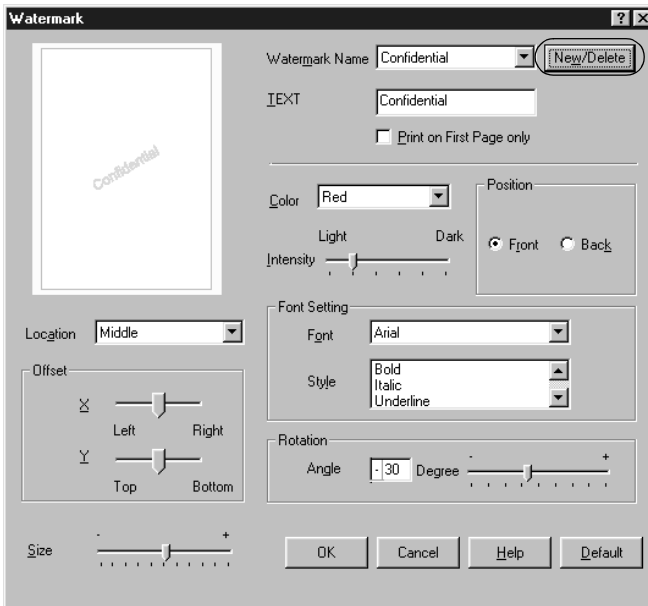 Watermark
Watermark Name Confidential New/Delete
TEXT Confidential
Print on First Page only
Confidential
Color Red
Position
Light Dark
Intensity
Front Back
Location Middle
Font Setting
Font Arial
Style Bold
Italic
Underline
Offset
X
Left Right
Y
Top Bottom
Rotation
- +
Angle - 30 Degree
Size - +
OK Cancel Help Default